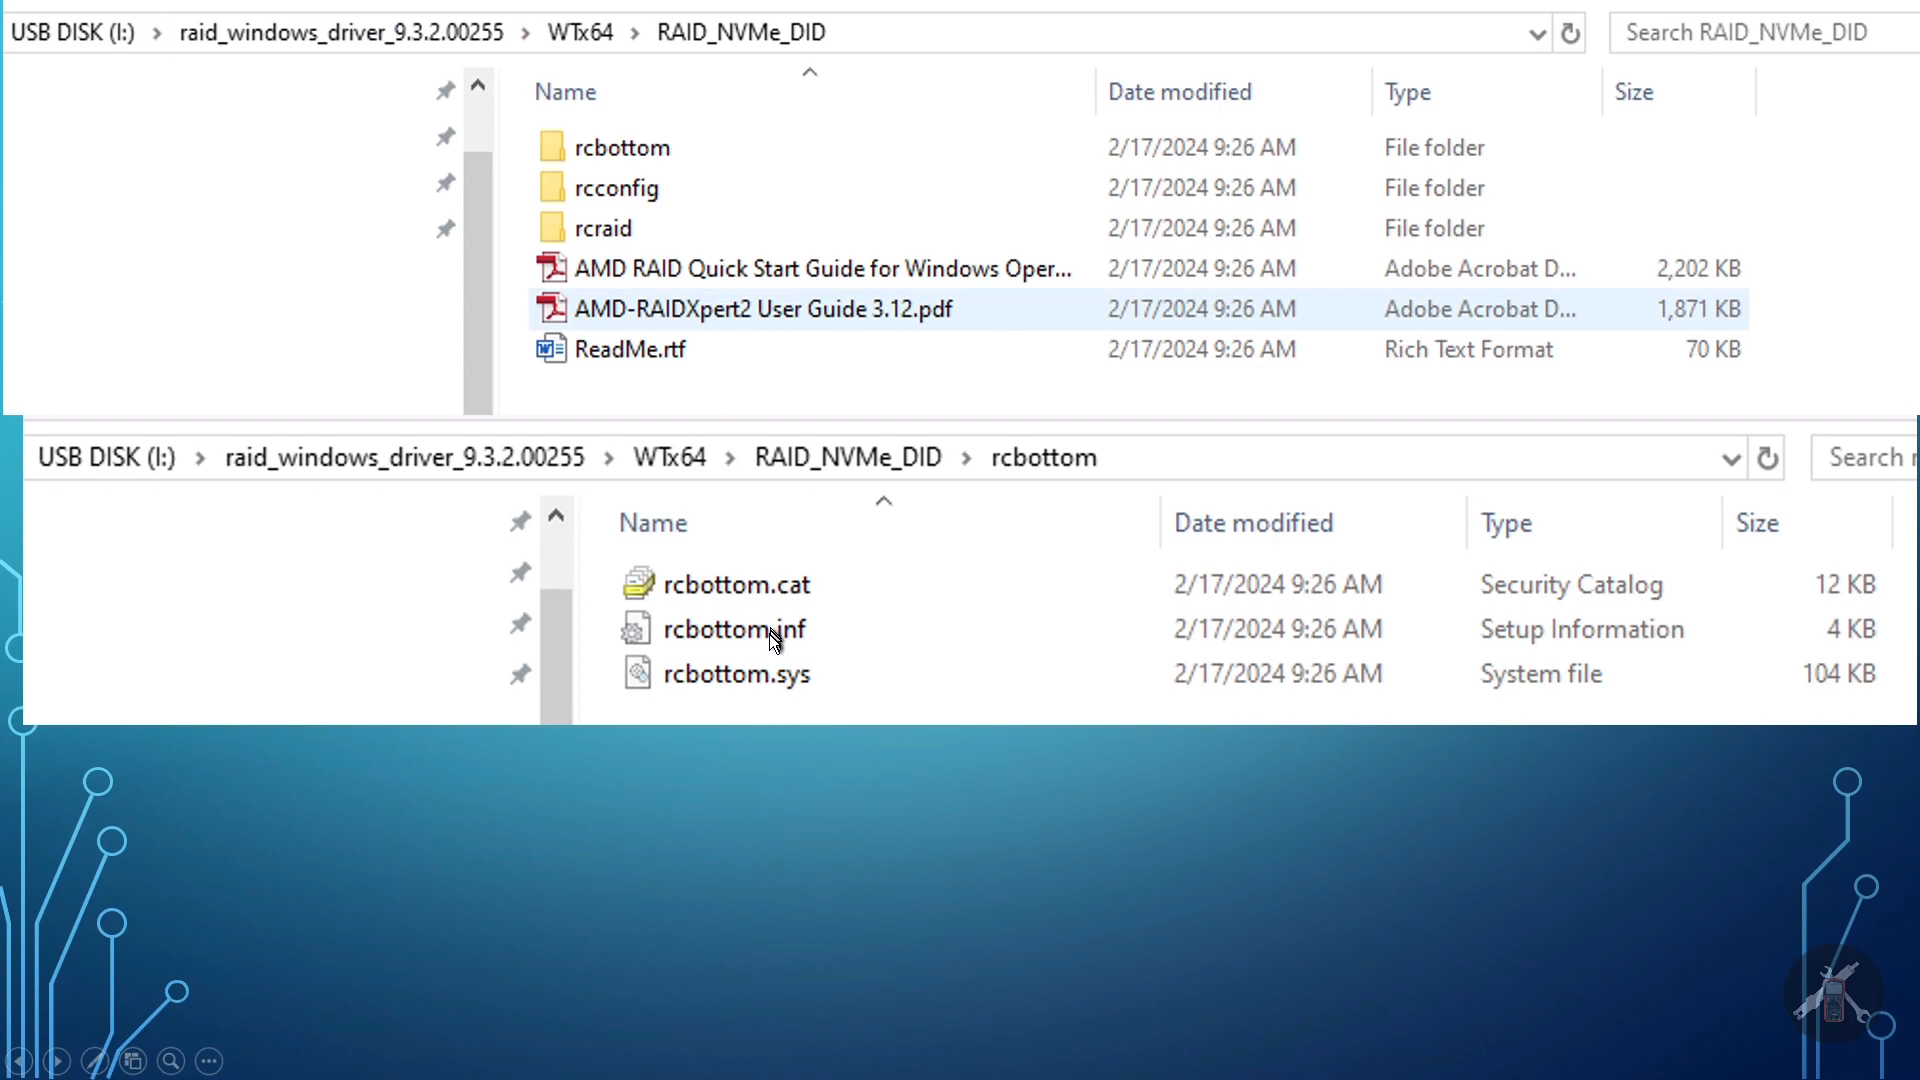 USB DISK (I:) > raid_windows_driver_9.3.2.00255 > WTx64 > RAID_NVMe_DID Search RAID_NVMe_DID
Name Date modified Type Size
rcbottom 2/17/2024 9:26 AM File folder
rcconfig 2/17/2024 9:26 AM File folder
rcraid 2/17/2024 9:26 AM File folder
AMD RAID Quick Start Guide for Windows Oper... 2/17/2024 9:26 AM Adobe Acrobat D... 2,202 KB
AMD-RAIDXpert2 User Guide 3.12.pdf 2/17/2024 9:26 AM Adobe Acrobat D... 1,871 KB
ReadMe.rtf 2/17/2024 9:26 AM Rich Text Format 70 KB
USB DISK (I:) > raid_windows_driver_9.3.2.00255 > WTx64 > RAID_NVMe_DID > rcbottom Search
Name Date modified Type Size
rcbottom.cat 2/17/2024 9:26 AM Security Catalog 12 KB
rcbottom.inf 2/17/2024 9:26 AM Setup Information 4 KB
rcbottom.sys 2/17/2024 9:26 AM System file 104 KB